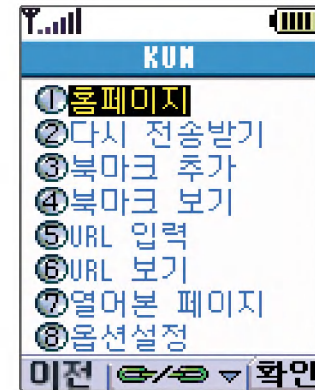 KUN
①홈페이지
②다시 전송받기
③북마크 추가
④북마크 보기
⑤URL 입력
⑥URL 보기
⑦열어본 페이지
⑧옵션설정
이전 확인